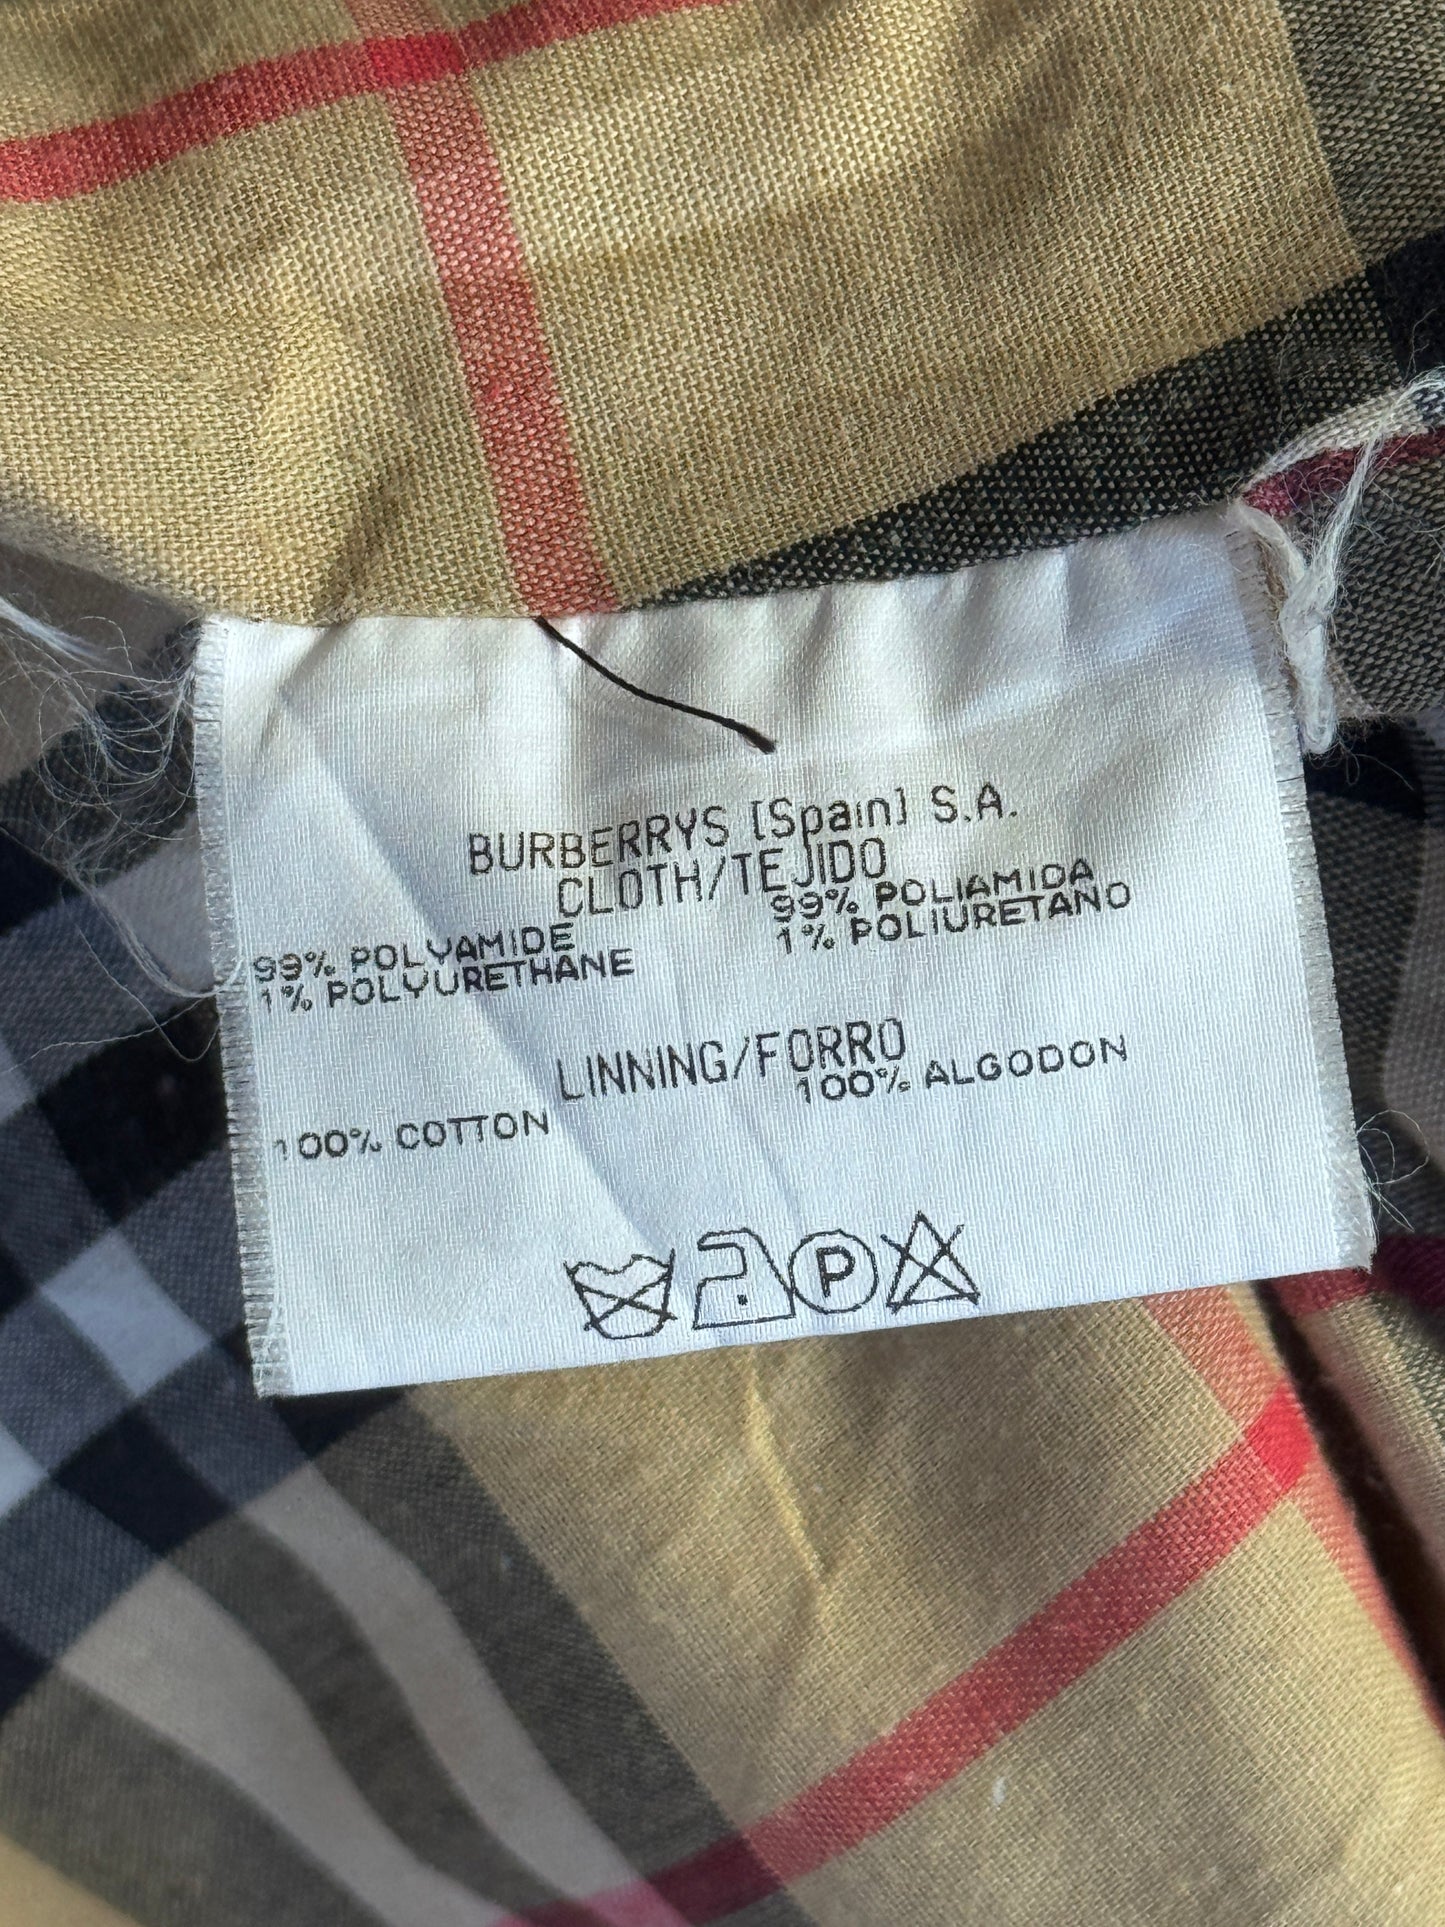 BURBERRYS [Spain] S.A.
CLOTH/TEJIDO
99% POLYAMIDE
1% POLYURETHANE
99% POLIAMIDA
1% POLIURETANO
LINNING/FORRO
100% COTTON
100% ALGODON
P